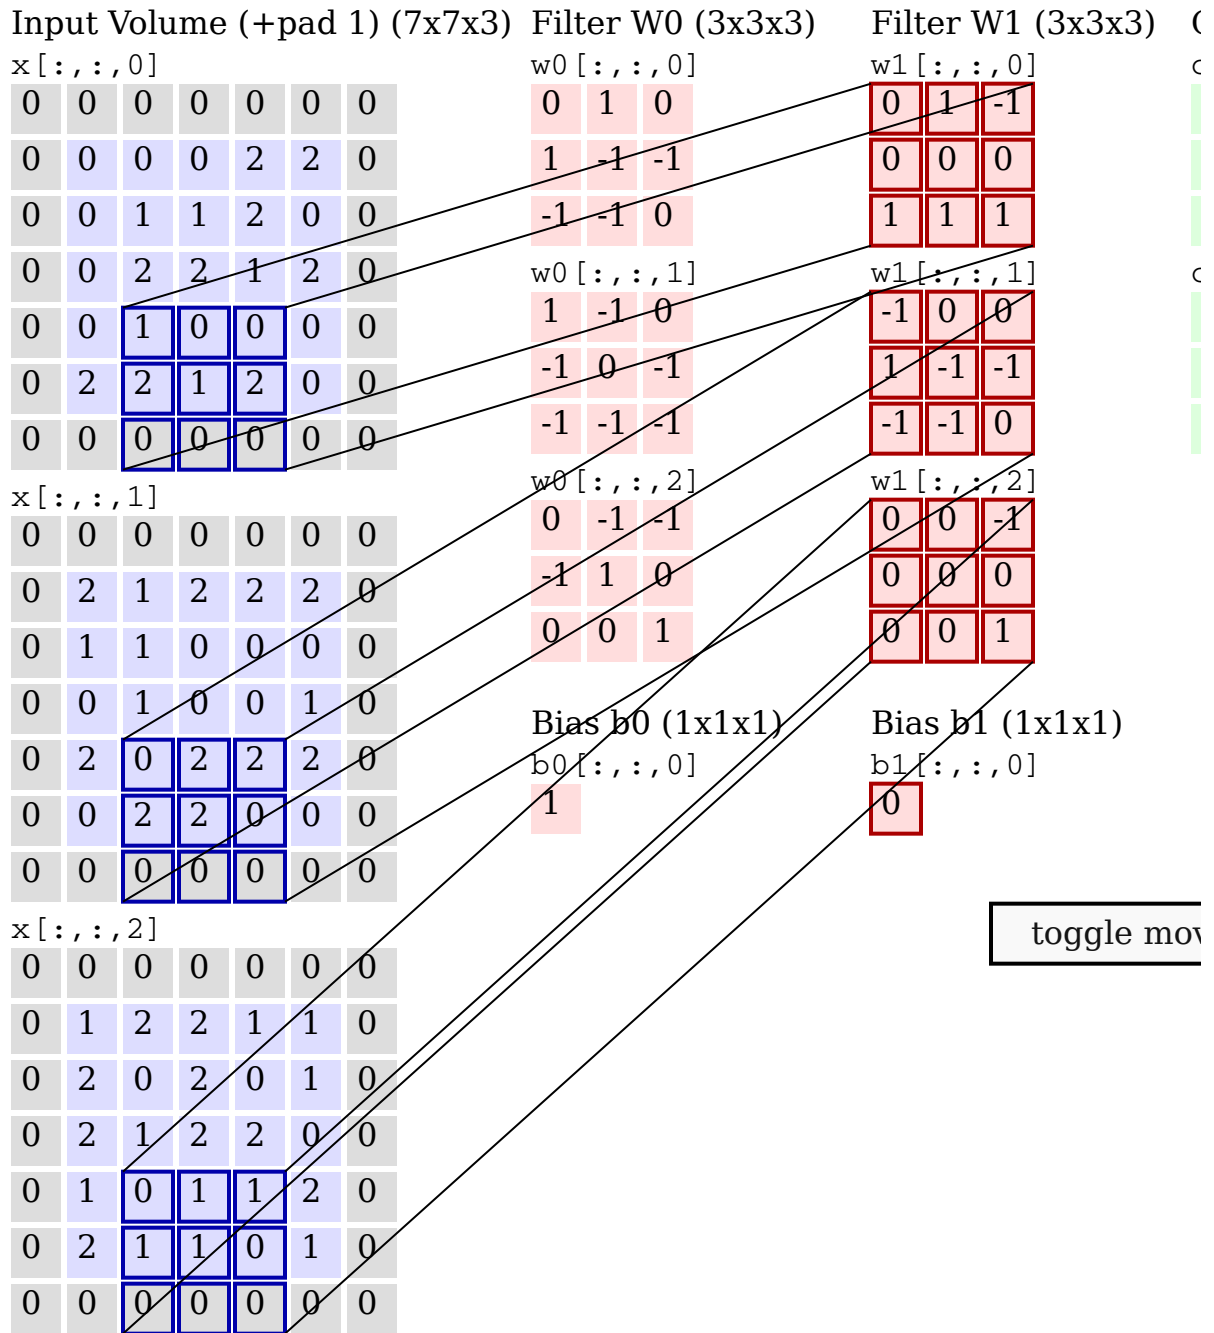 Input Volume (+pad 1) (7x7x3)
x[:,:,0]
0 0 0 0 0 0 0
0 0 0 0 2 2 0
0 0 1 1 2 0 0
0 0 2 2 1 2 0
0 0 1 0 0 0 0
0 2 2 1 2 0 0
0 0 0 0 0 0 0
x[:,:,1]
0 0 0 0 0 0 0
0 2 1 2 2 2 0
0 1 1 0 0 0 0
0 0 1 0 0 1 0
0 2 0 2 2 2 0
0 0 2 2 0 0 0
0 0 0 0 0 0 0
x[:,:,2]
0 0 0 0 0 0 0
0 1 2 2 1 1 0
0 2 0 2 0 1 0
0 2 1 2 2 0 0
0 1 0 1 1 2 0
0 2 1 1 0 1 0
0 0 0 0 0 0 0
Filter W0 (3x3x3)
w0[:,:,0]
0 1 0
1 -1 -1
-1 -1 0
w0[:,:,1]
1 -1 0
-1 0 -1
-1 -1 -1
w0[:,:,2]
0 -1 -1
-1 1 0
0 0 1
Bias b0 (1x1x1)
b0[:,:,0]
1
Filter W1 (3x3x3)
w1[:,:,0]
0 1 -1
0 0 0
1 1 1
w1[:,:,1]
-1 0 0
1 -1 -1
-1 -1 0
w1[:,:,2]
0 0 -1
0 0 0
0 0 1
Bias b1 (1x1x1)
b1[:,:,0]
0
toggle mov